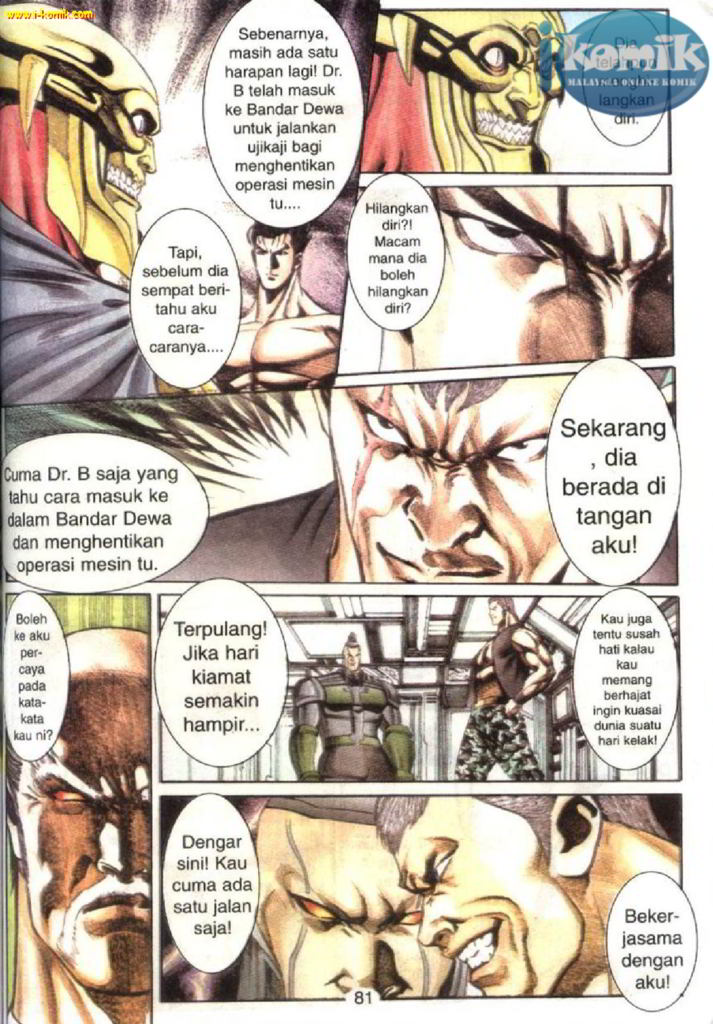 www.i-komik.com
Sebenarnya,
masih ada satu
harapan lagi! Dr.
B telah masuk
ke Bandar Dewa
untuk jalankan
ujikaji bagi
menghentikan
operasi mesin
tu....
Tapi,
sebelum dia
sempat beri-
tahu aku
cara-
caranya....
ikomik
MALAYSIA ONLINE KOMIK
Dia
langkan
diri.
Hilangkan
diri?!
Macam
mana dia
boleh
hilangkan
diri?
Sekarang
, dia
berada di
tangan
aku!
Cuma Dr. B saja yang
tahu cara masuk ke
dalam Bandar Dewa
dan menghentikan
operasi mesin tu.
Boleh
ke aku
per-
caya
pada
kata-
kata
kau ni?
Terpulang!
Jika hari
kiamat
semakin
hampir...
Kau juga
tentu susah
hati kalau
kau
memang
berhajat
ingin kuasai
dunia suatu
hari kelak!
Dengar
sini! Kau
cuma ada
satu jalan
saja!
Beker-
jasama
dengan
aku!
81